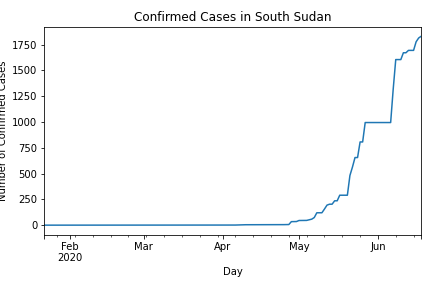 Confirmed Cases in South Sudan
Number of Confirmed Cases
1750
1500
1250
1000
750
500
250
0
Feb
2020
Mar
Apr
May
Jun
Day